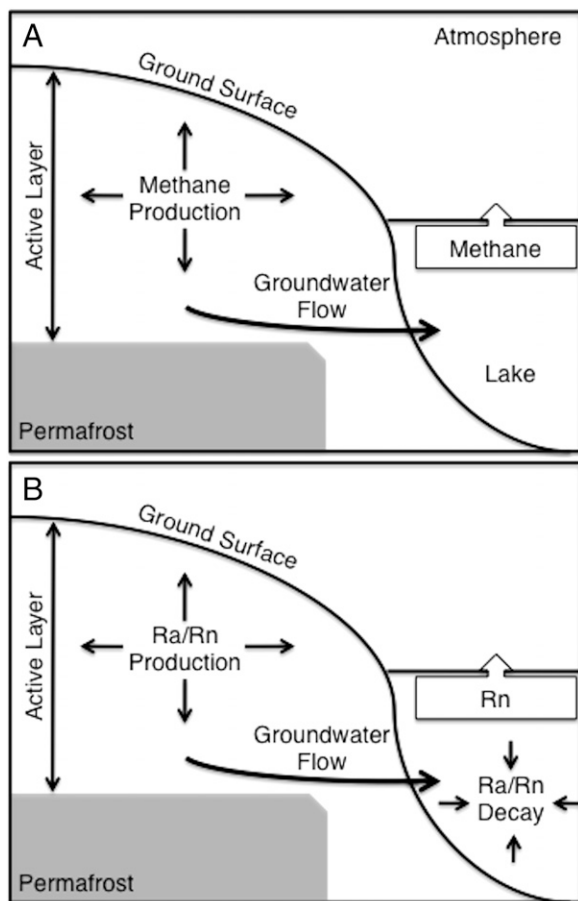 A
Atmosphere
Ground Surface
Active Layer
Methane
Production
Methane
Groundwater
Flow
Lake
Permafrost
B
Ground Surface
Active Layer
Ra/Rn
Production
Rn
Groundwater
Flow
Ra/Rn
Decay
Permafrost